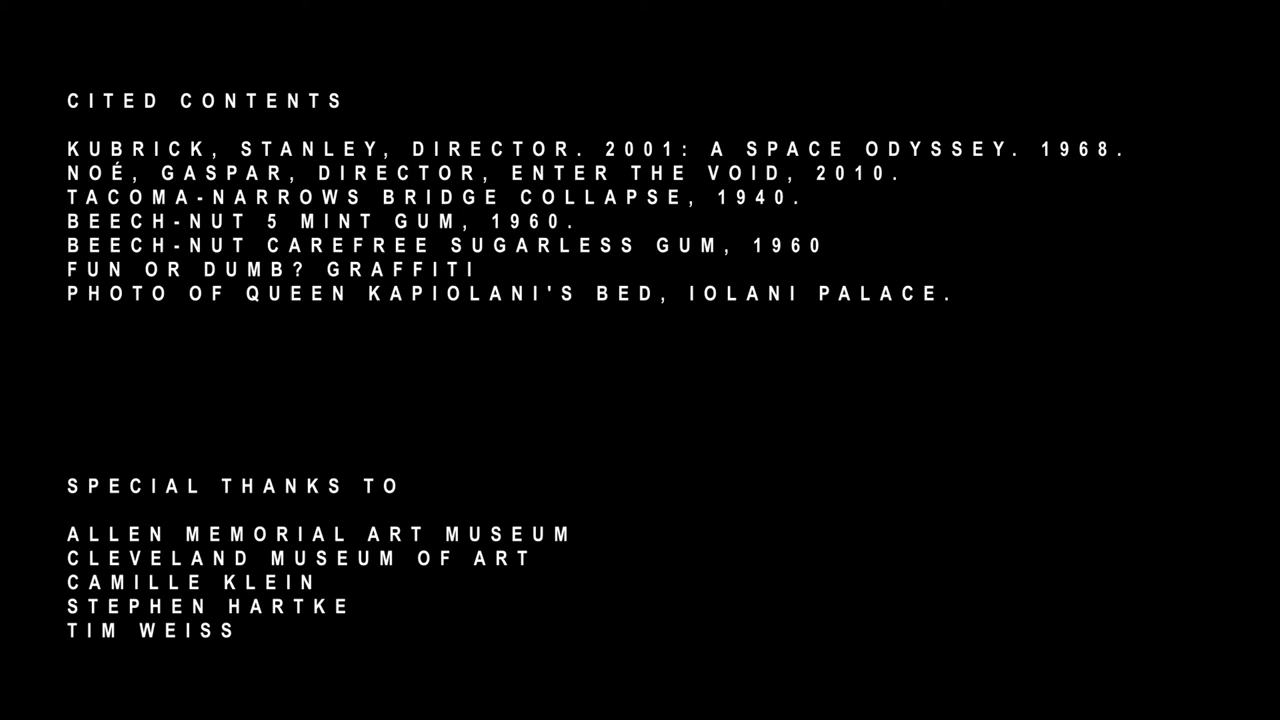 CITED CONTENTS
KUBRICK, STANLEY, DIRECTOR. 2001: A SPACE ODYSSEY. 1968.
NOÉ, GASPAR, DIRECTOR, ENTER THE VOID, 2010.
TACOMA-NARROWS BRIDGE COLLAPSE, 1940.
BEECH-NUT 5 MINT GUM, 1960.
BEECH-NUT CAREFREE SUGARLESS GUM, 1960
FUN OR DUMB? GRAFFITI
PHOTO OF QUEEN KAPIOLANI'S BED, IOLANI PALACE.
SPECIAL THANKS TO
ALLEN MEMORIAL ART MUSEUM
CLEVELAND MUSEUM OF ART
CAMILLE KLEIN
STEPHEN HARTKE
TIM WEISS